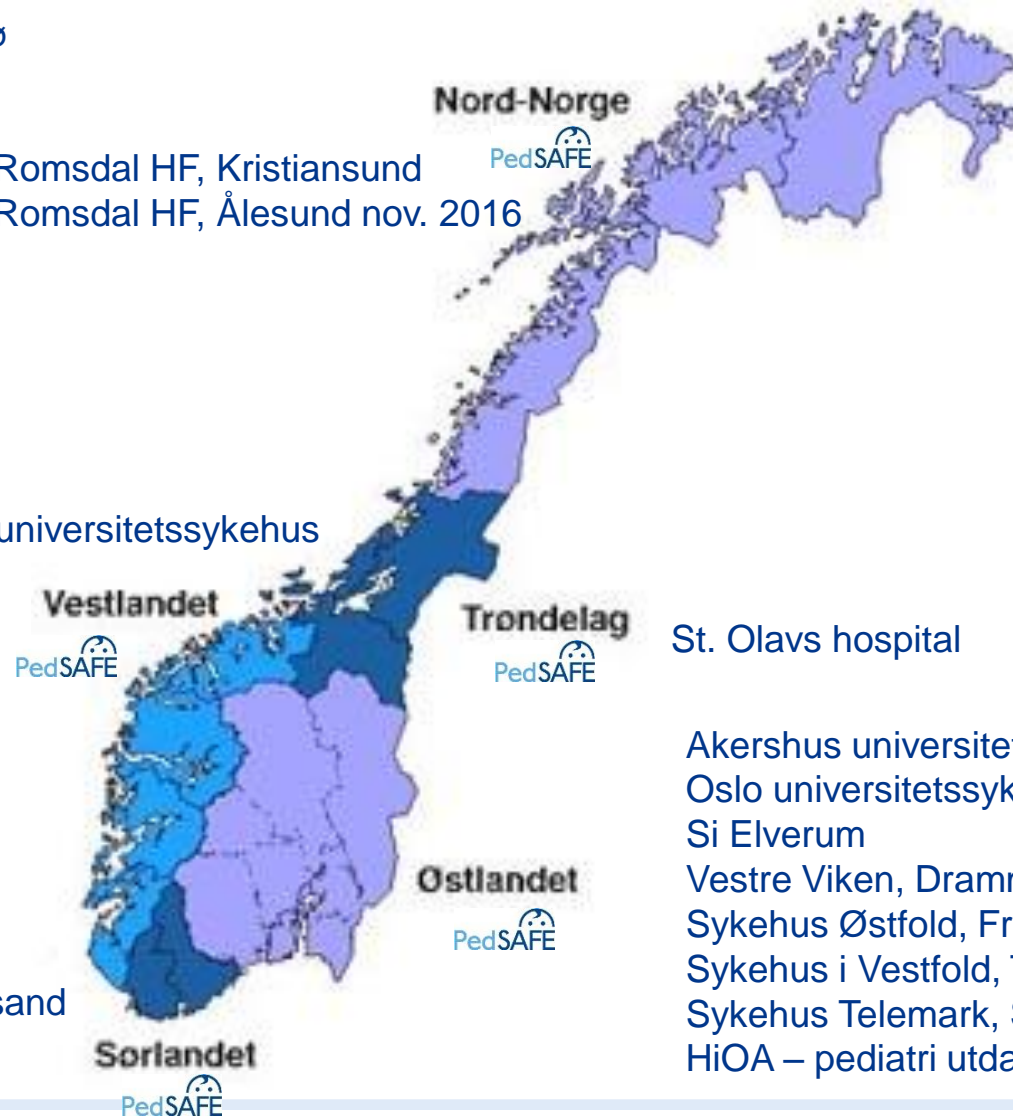 Nord-Norge
PedSAFE
Romsdal HF, Kristiansund
Romsdal HF, Ålesund nov. 2016
universitetssykehus
Vestlandet
PedSAFE
Trøndelag
PedSAFE
St. Olavs hospital
Akershus universitet
Oslo universitetssyk
Si Elverum
Vestre Viken, Dramm
Sykehus Østfold, Fr
Sykehus i Vestfold,
Sykehus Telemark,
HiOA – pediatri utda
Østlandet
PedSAFE
sand
Sørlandet
PedSAFE